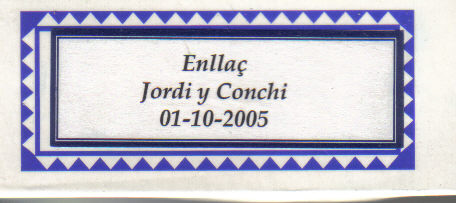 Enllaç
Jordi y Conchi
01-10-2005